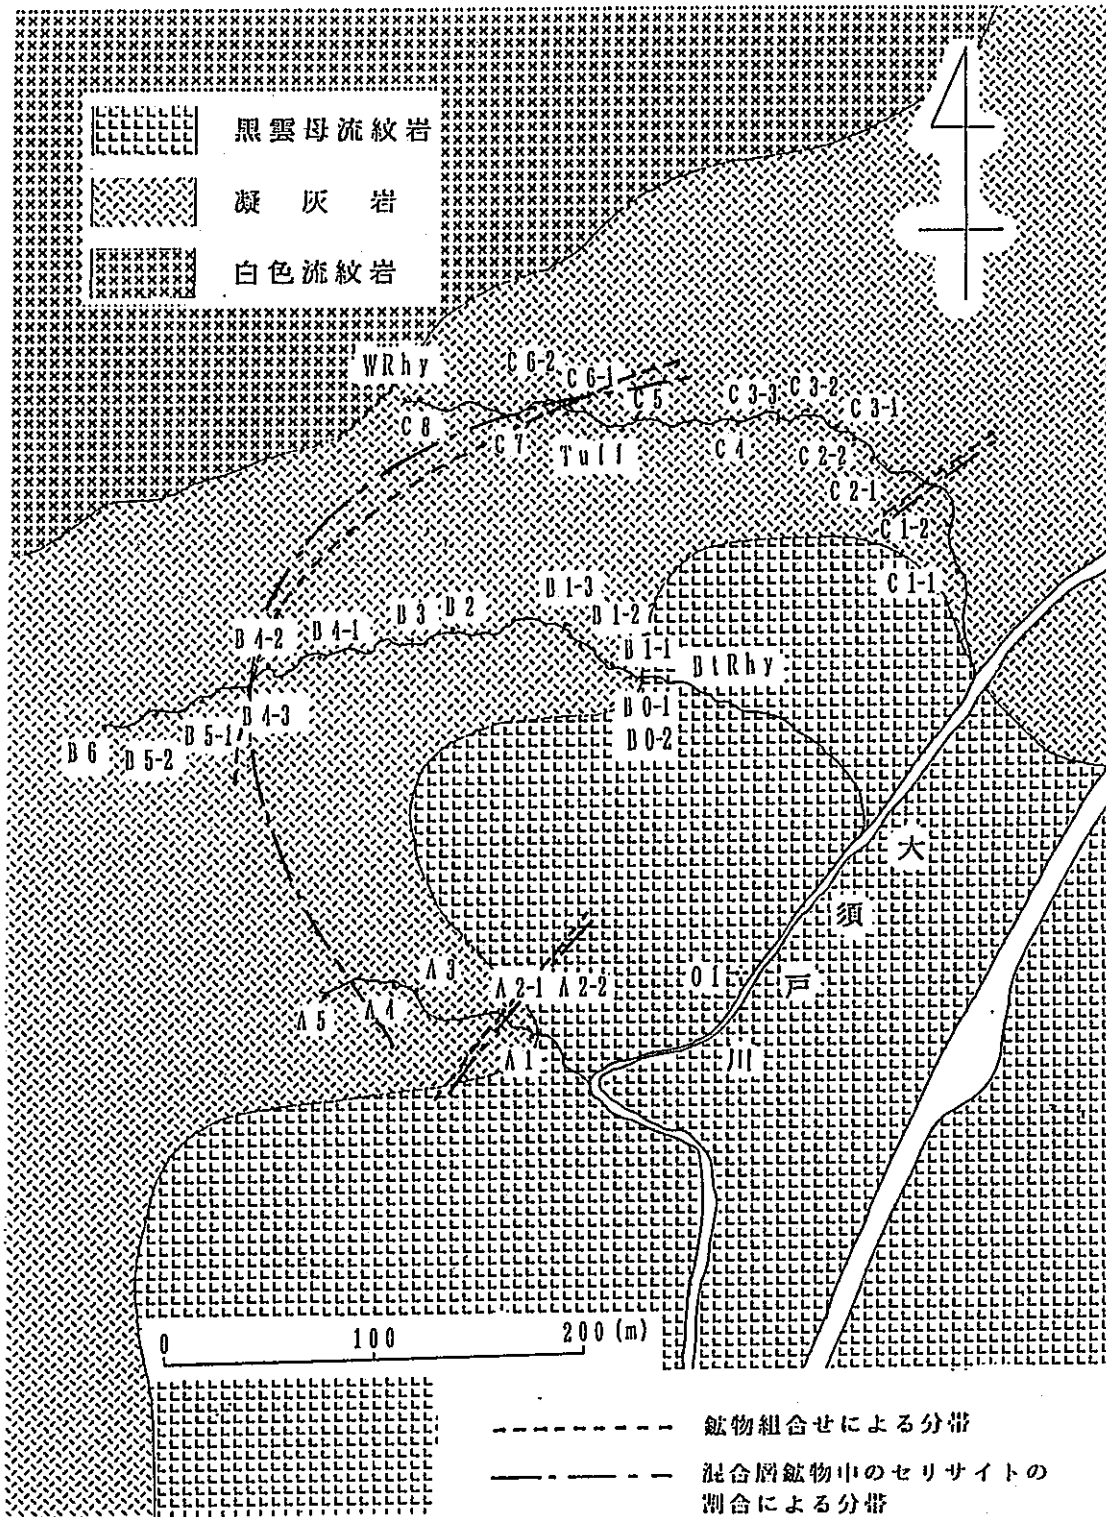 黒雲母流紋岩
凝灰岩
白色流紋岩
WRhy
C 6-2
C 6-1
C 5
C 3-3
C 3-2
C 3-1
C 8
C 7
Tuff
C 4
C 2-2
C 2-1
C 1-2
C 1-1
B 1-3
B 1-2
B 1-1
BtRhy
B 2
B 3
B 4-1
B 4-2
B 4-3
B 5-1
B 5-2
B 6
B 0-1
B 0-2
大須戸川
A 3
A 2-1
A 2-2
O 1
A 4
A 5
A 1
0 100 200 (m)
鉱物組合せによる分帯
混合層鉱物中のセリサイトの
割合による分帯